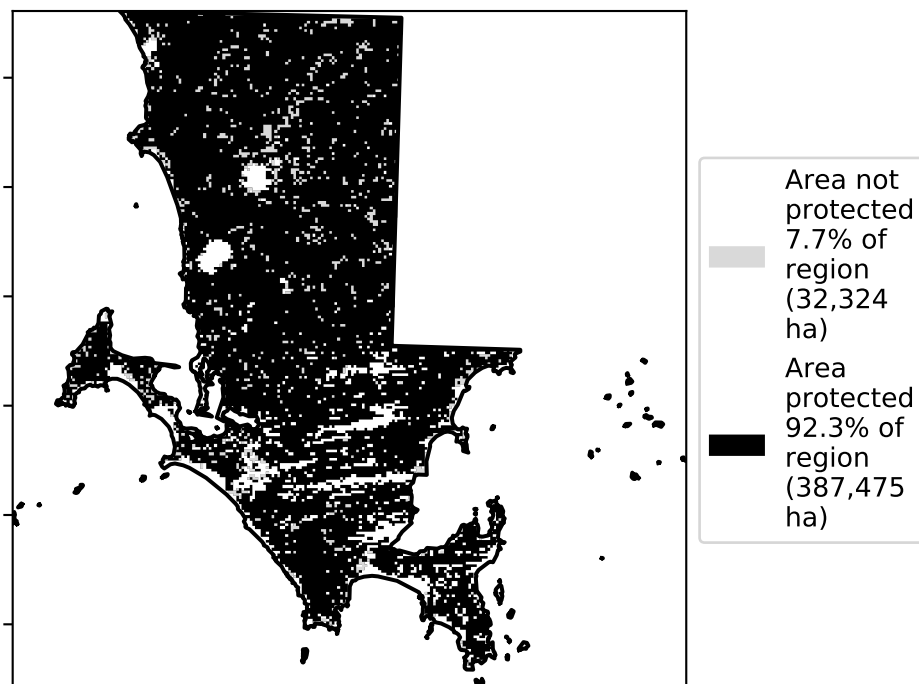 Area not
protected
7.7% of
region
(32,324
ha)
Area
protected
92.3% of
region
(387,475
ha)